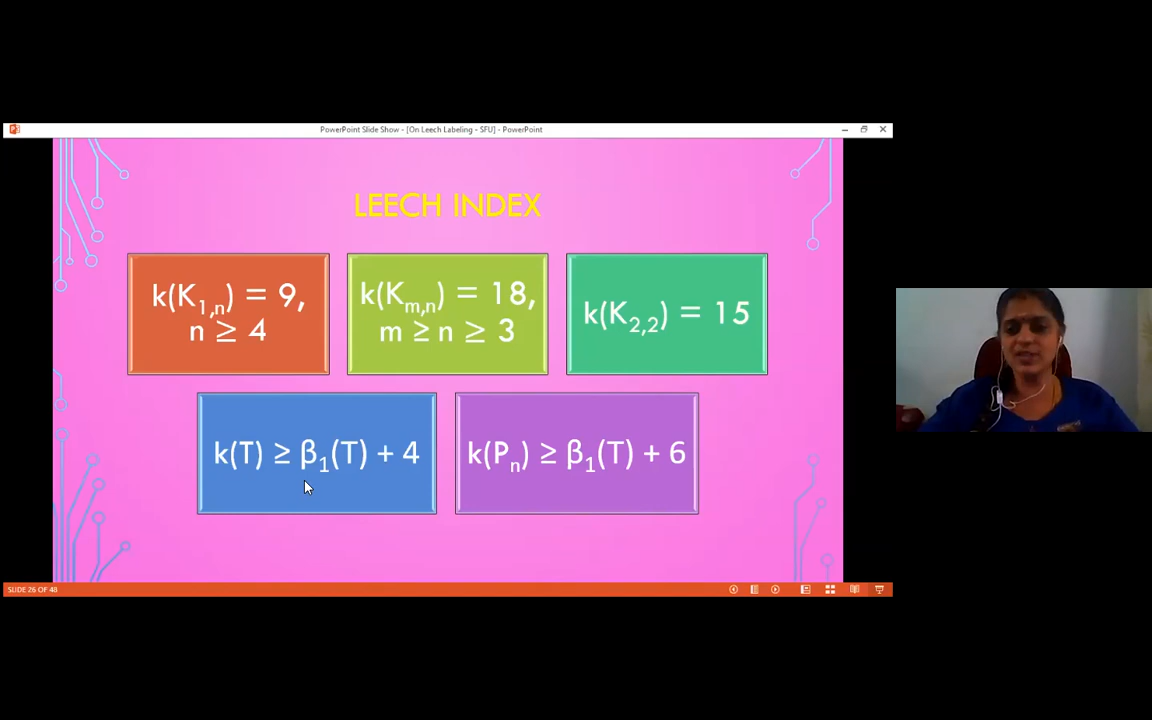 PowerPoint Slide Show - [On Leech Labeling - SFU] - PowerPoint
LEECH INDEX
k(K₁,ₙ) = 9,
n ≥ 4
k(Kₘ,ₙ) = 18,
m ≥ n ≥ 3
k(K₂,₂) = 15
k(T) ≥ β₁(T) + 4
k(Pₙ) ≥ β₁(T) + 6
SLIDE 26 OF 48